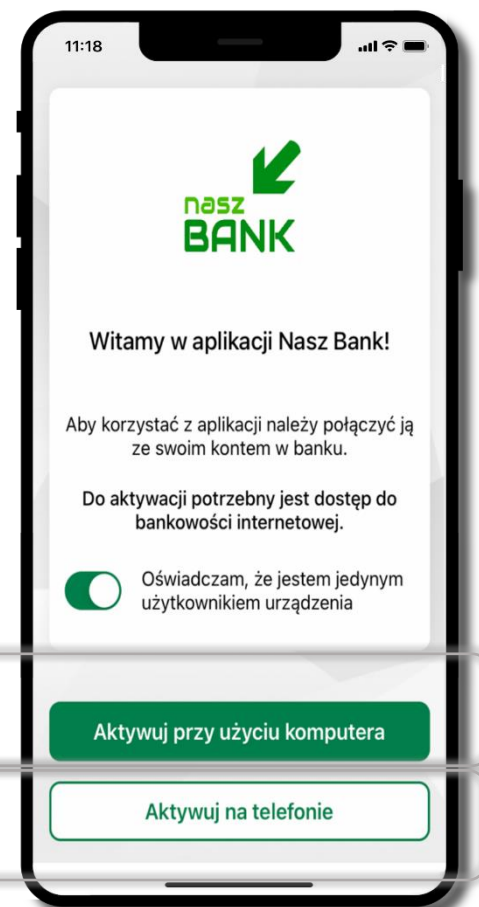 11:18
nasz
BANK
Witamy w aplikacji Nasz Bank!
Aby korzystać z aplikacji należy połączyć ją
ze swoim kontem w banku.
Do aktywacji potrzebny jest dostęp do
bankowości internetowej.
Oświadczam, że jestem jedynym
użytkownikiem urządzenia
Aktywuj przy użyciu komputera
Aktywuj na telefonie